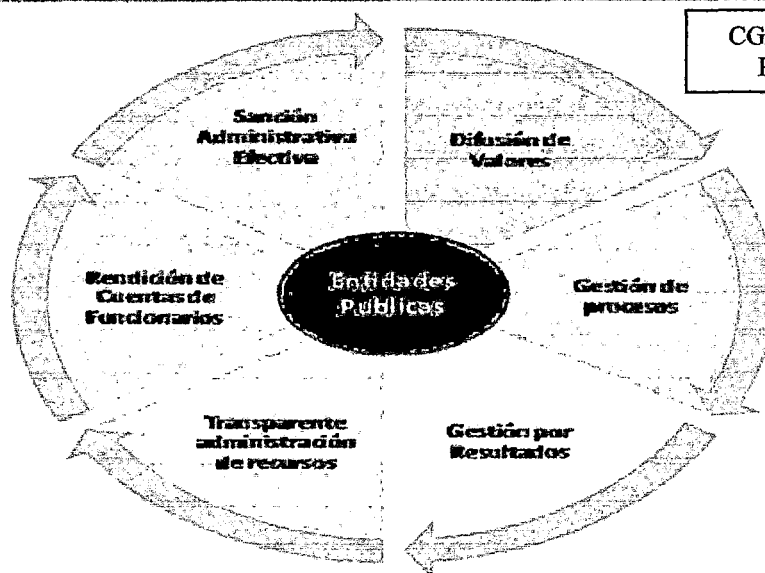 CG
Sanción
Administrativa
Efectiva
Difusión de
Valores
Rendición de
Cuentas de
Funcionarios
Entidades
Públicas
Gestión de
procesos
Transparente
administración
de recursos
Gestión por
Resultados